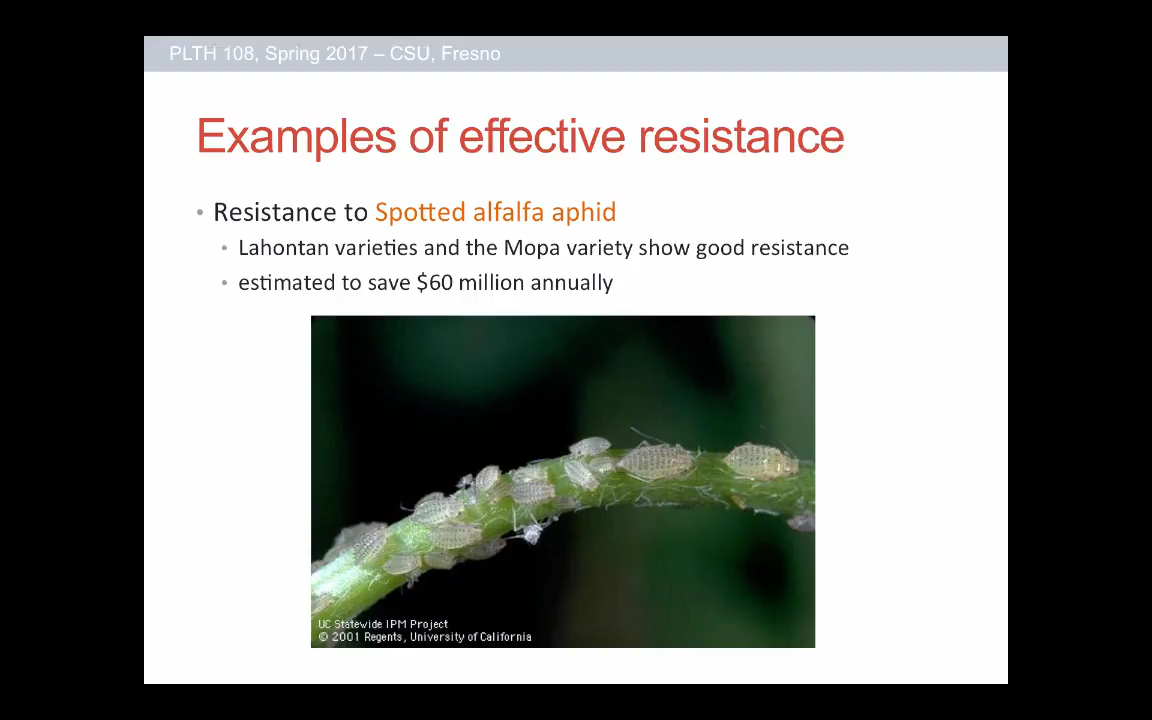 PLTH 108, Spring 2017 – CSU, Fresno
Examples of effective resistance
• Resistance to Spotted alfalfa aphid
• Lahontan varieties and the Mopa variety show good resistance
• estimated to save $60 million annually
UC Statewide IPM Project
© 2001 Regents, University of California